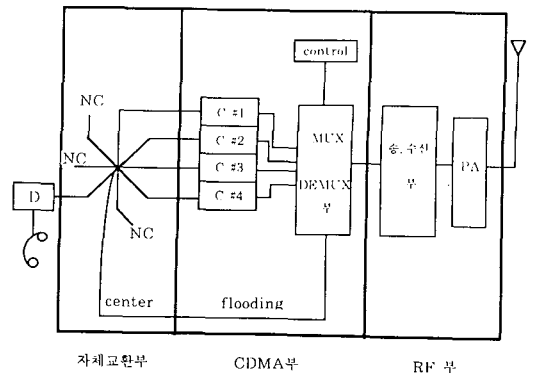 control
NC
C #1
MUX
C #2
송.수신
부
PA
NC
C #3
DEMUX
부
D
C #4
NC
center
flooding
자체교환부
CDMA부
RF 부